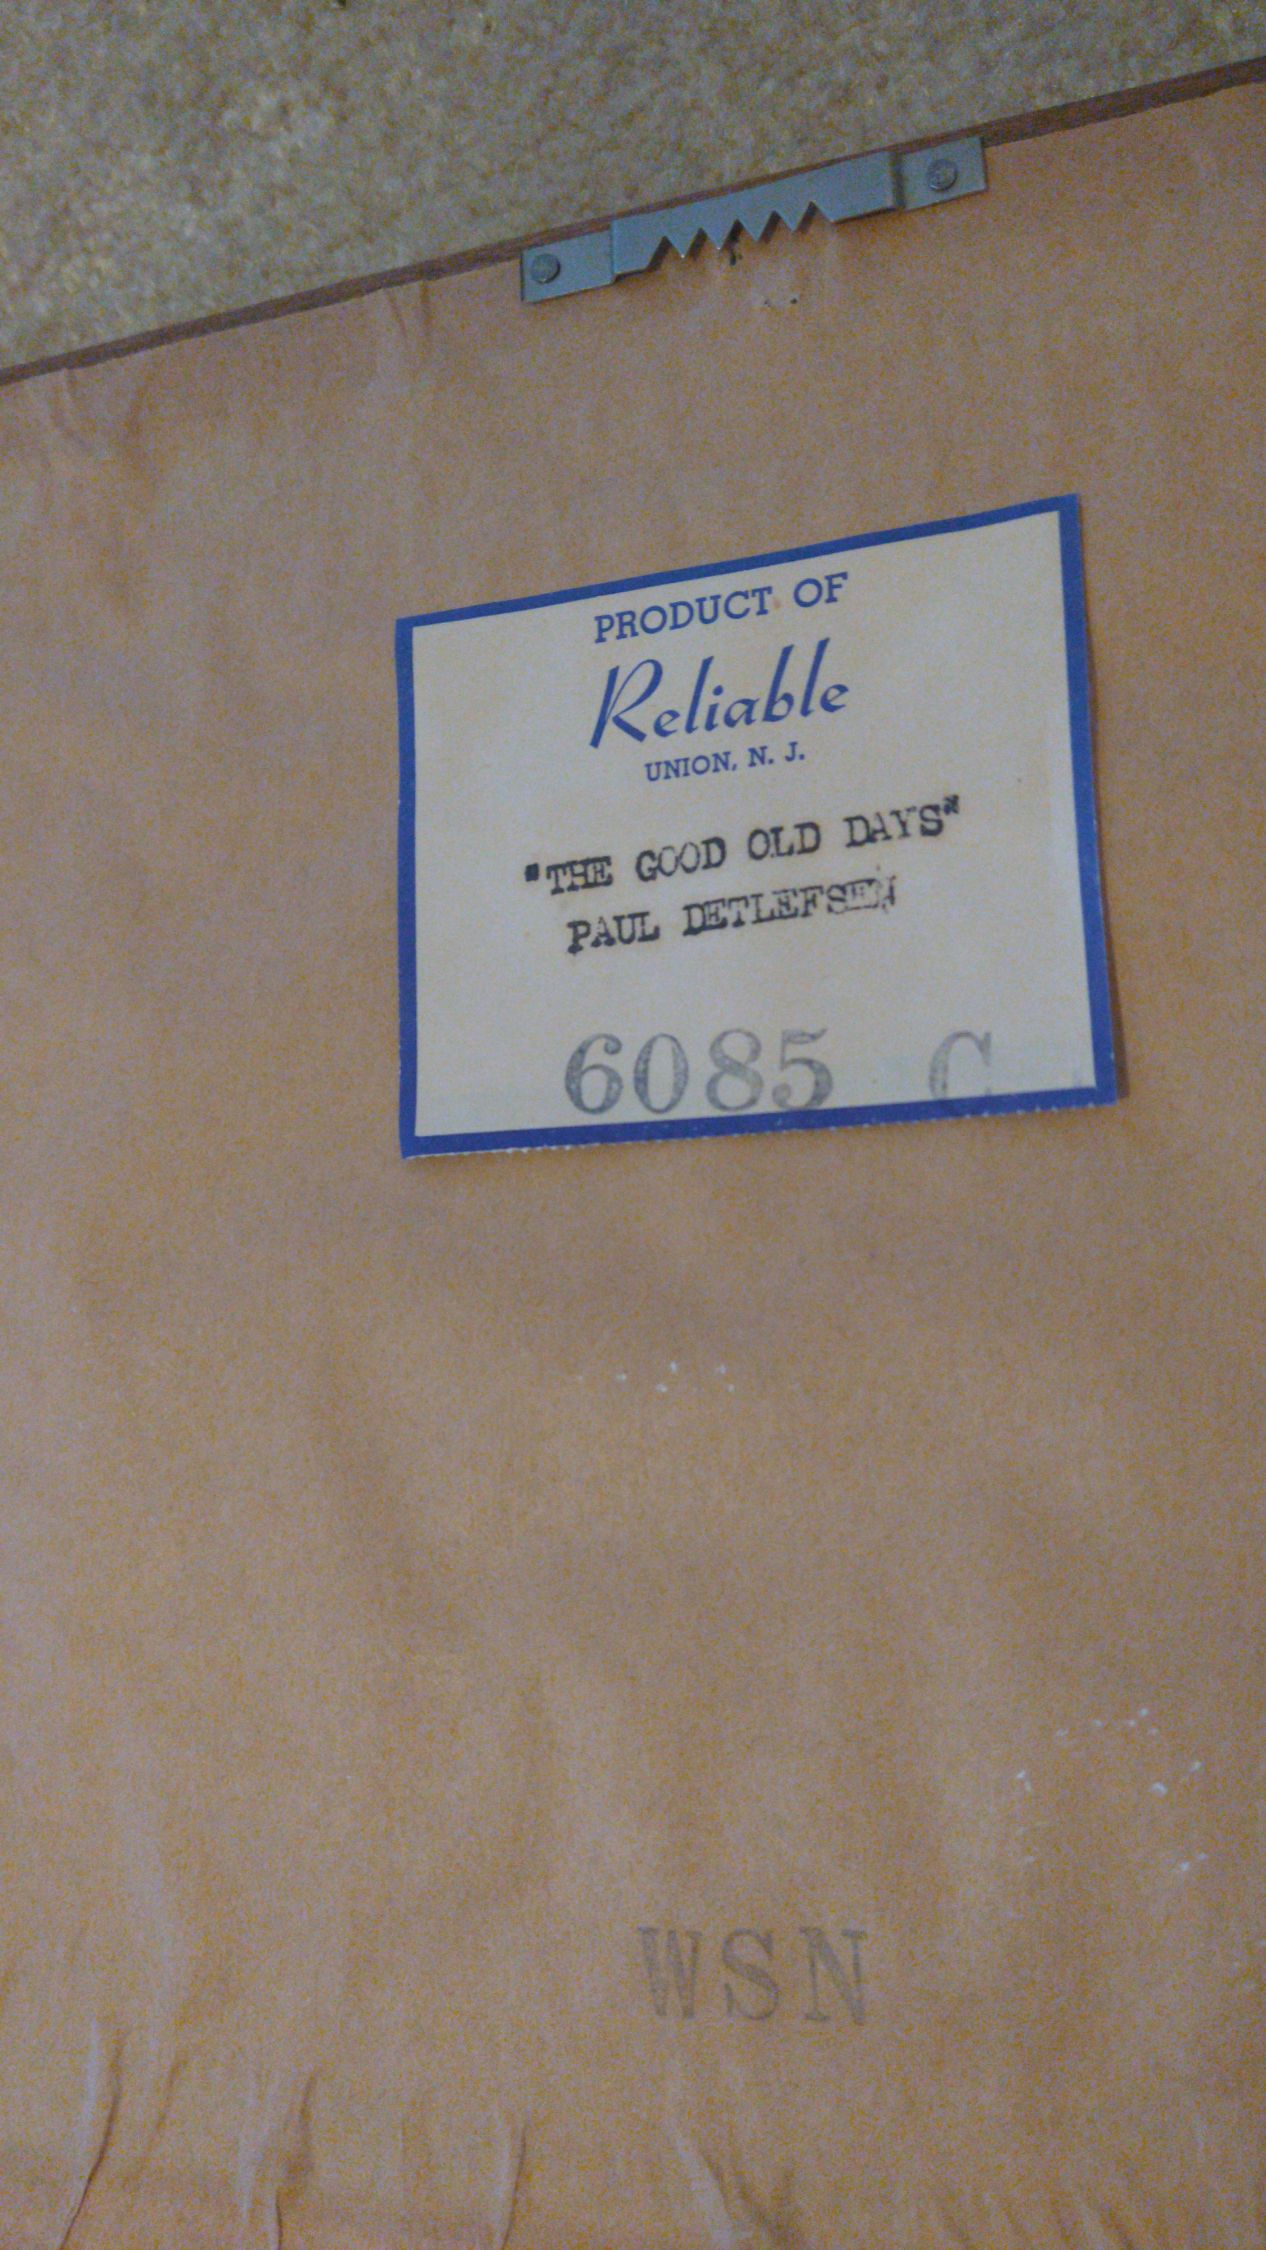 PRODUCT OF
Reliable
UNION, N. J.
"THE GOOD OLD DAYS"
PAUL DETLEFSEN
6085 C
WSN